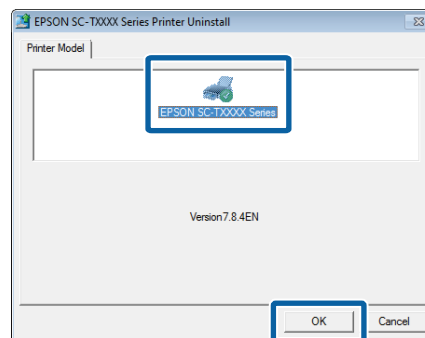 EPSON SC-TXXXX Series Printer Uninstall
Printer Model
EPSON SC-TXXXX Series
Version7.8.4EN
OK Cancel